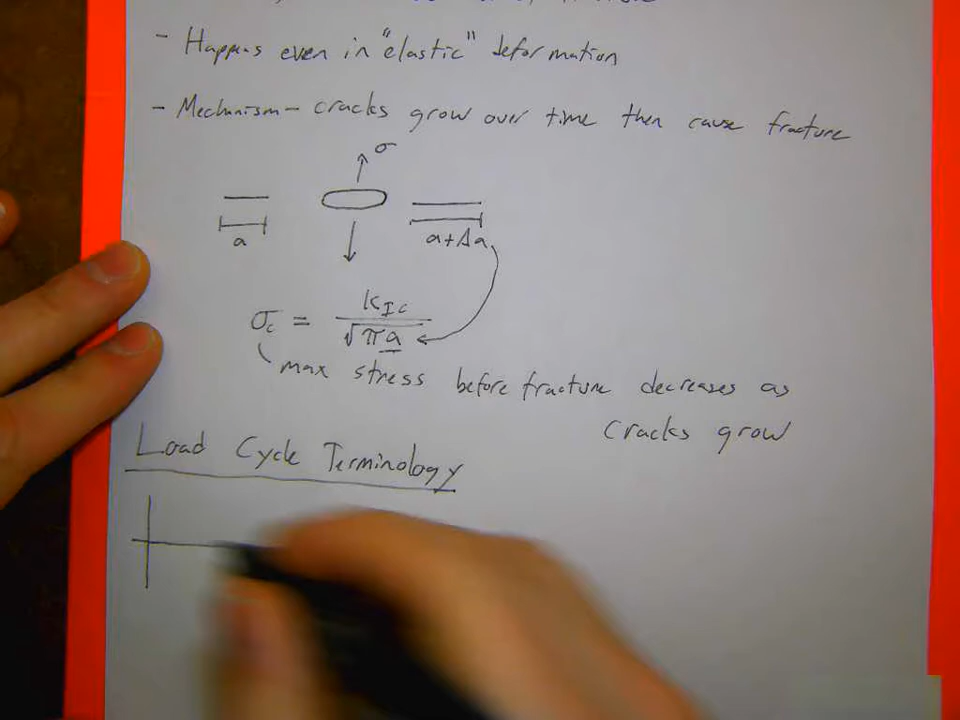 - Happens even in "elastic" deformation
- Mechanism - cracks grow over time then cause fracture
σ
a
a+Δa
σc = KIc / √πa
max stress before fracture decreases as
cracks grow
Load Cycle Terminology